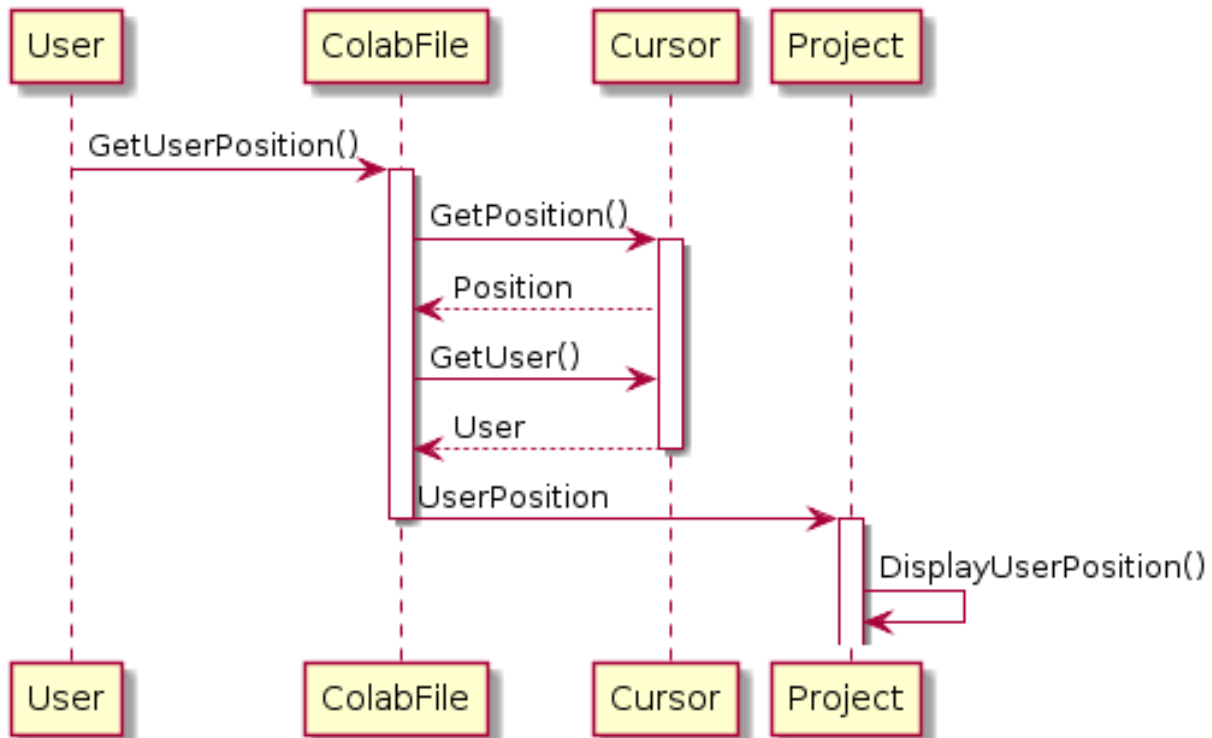 User
ColabFile
Cursor
Project
GetUserPosition()
GetPosition()
Position
GetUser()
User
UserPosition
DisplayUserPosition()
User
ColabFile
Cursor
Project